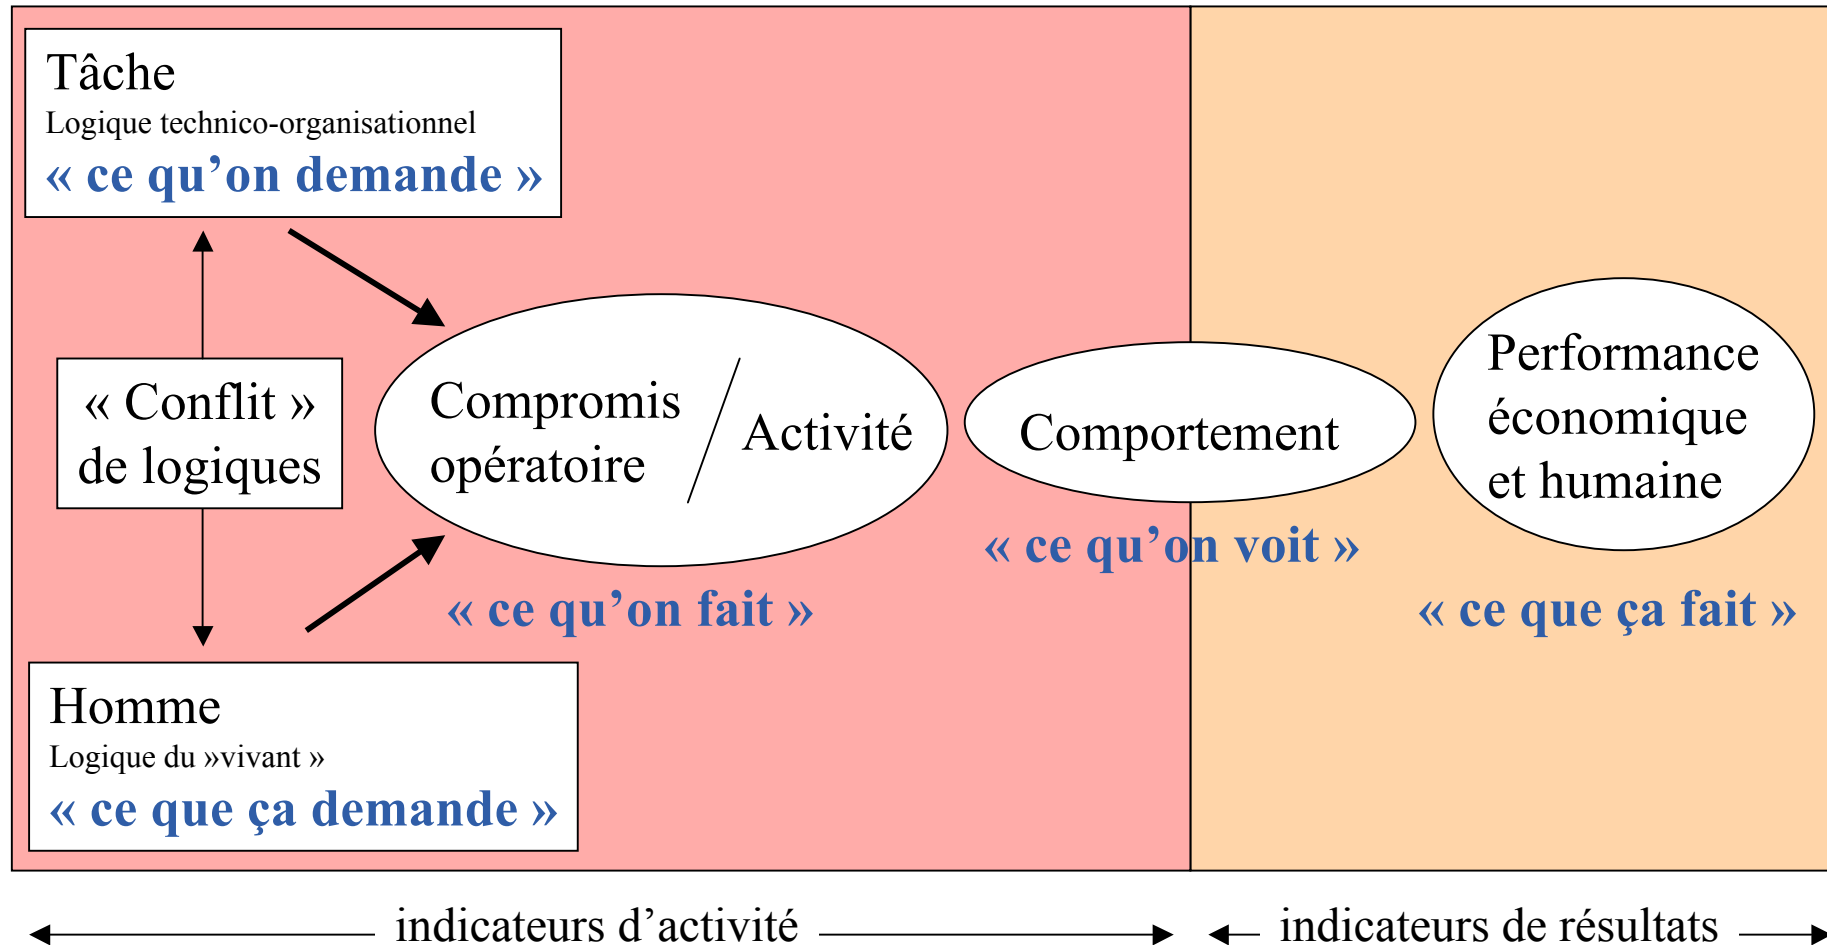 Tâche
Logique technico-organisationnel
« ce qu’on demande »
« Conflit »
de logiques
Compromis
opératoire
Activité
« ce qu’on fait »
Comportement
« ce qu’on voit »
Performance
économique
et humaine
« ce que ça fait »
Homme
Logique du »vivant »
« ce que ça demande »
indicateurs d’activité
indicateurs de résultats